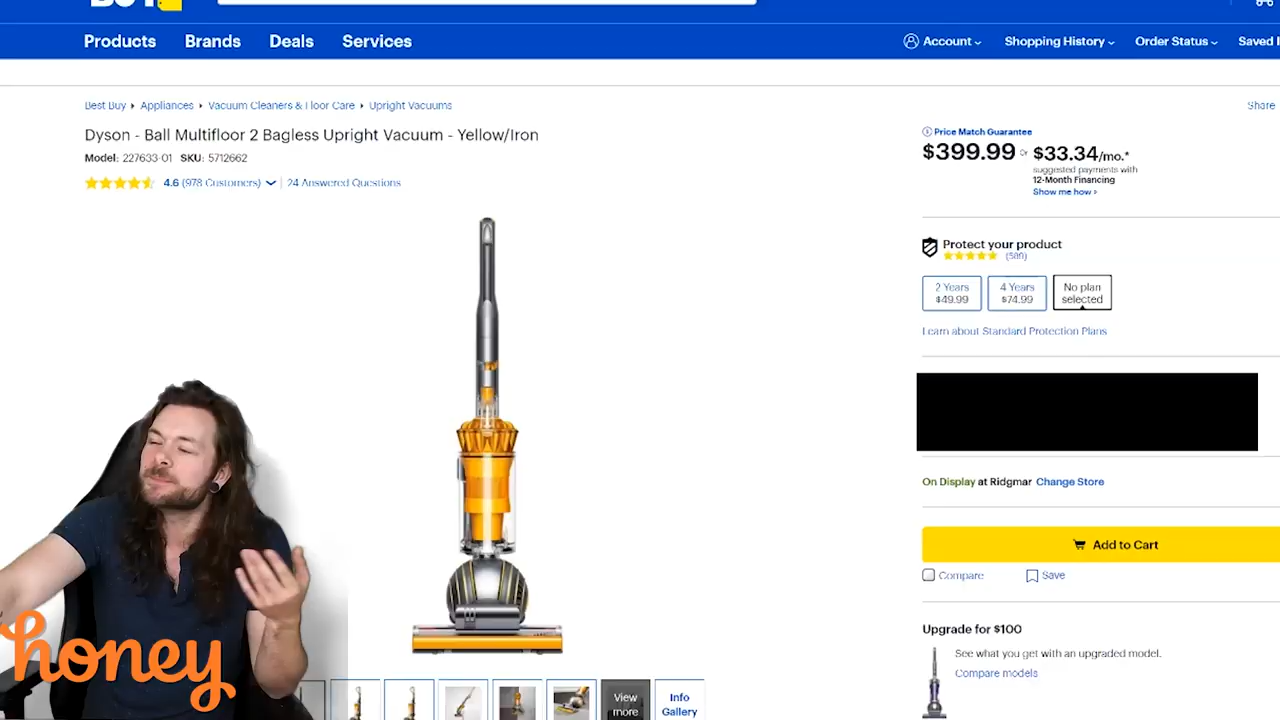 BUY
Products Brands Deals Services
Account Shopping History Order Status Saved I
Best Buy Appliances Vacuum Cleaners & Floor Care Upright Vacuums
Share
Dyson - Ball Multifloor 2 Bagless Upright Vacuum - Yellow/Iron
Model: 227633-01 SKU: 5712662
4.6 (978 Customers) 24 Answered Questions
Price Match Guarantee
$399.99 or $33.34/mo.*
suggested payments with
12-Month Financing
Show me how ›
Protect your product
(589)
2 Years
$49.99
4 Years
$74.99
No plan
selected
Learn about Standard Protection Plans
On Display at Ridgmar Change Store
Add to Cart
Compare Save
Upgrade for $100
See what you get with an upgraded model.
Compare models
honey
View
more
Info
Gallery